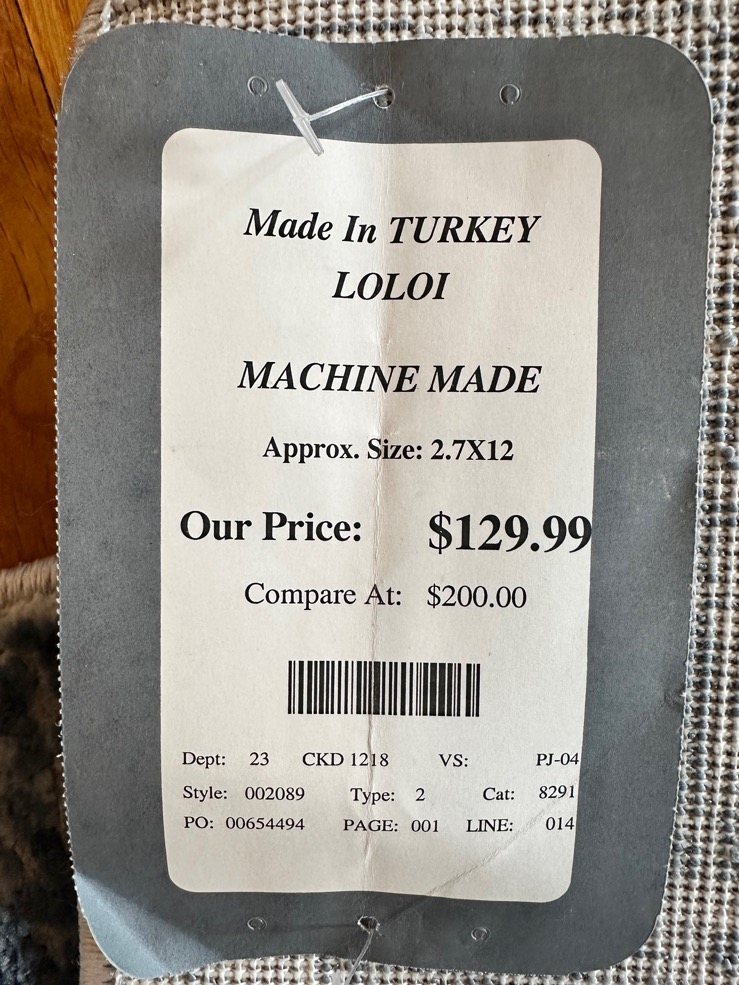 Made In TURKEY
LOLOI
MACHINE MADE
Approx. Size: 2.7X12
Our Price: $129.99
Compare At: $200.00
Dept: 23 CKD 1218 VS: PJ-04
Style: 002089 Type: 2 Cat: 8291
PO: 00654494 PAGE: 001 LINE: 014